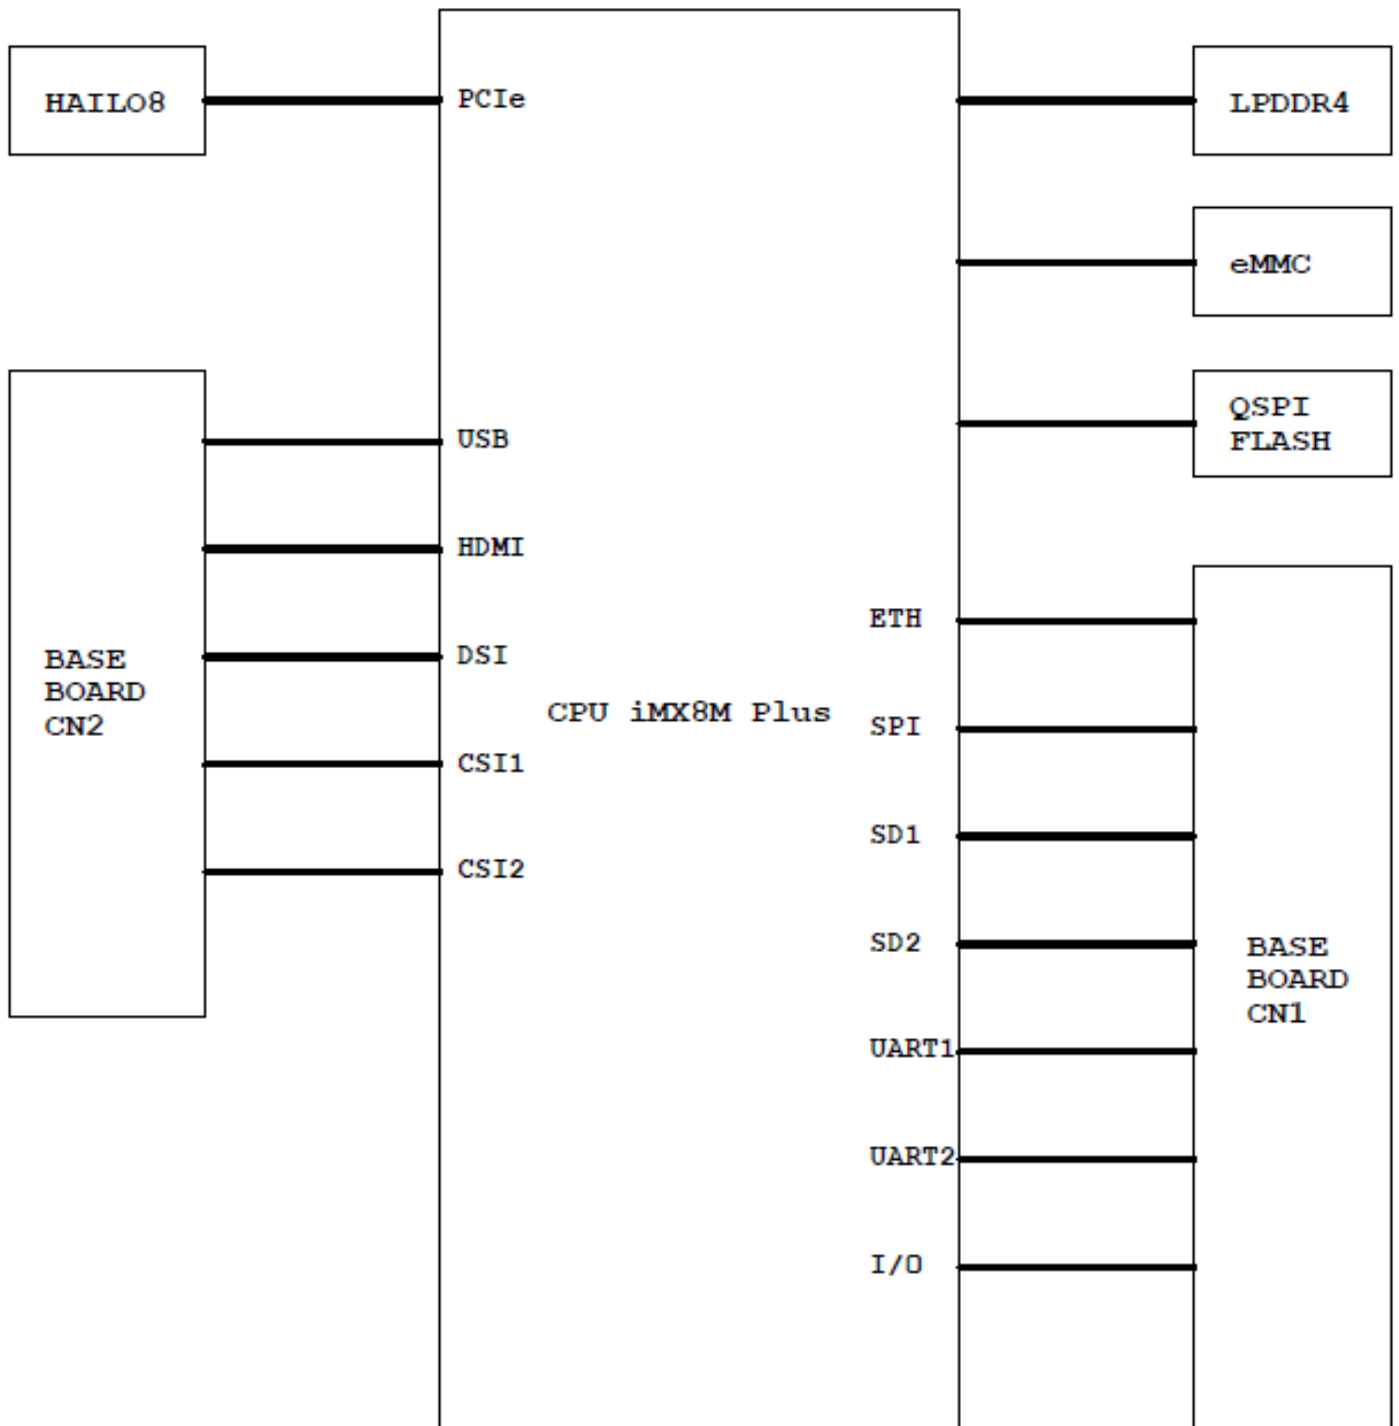 HAILO8
PCIe
LPDDR4
eMMC
QSPI
FLASH
USB
HDMI
DSI
CSI1
CSI2
BASE
BOARD
CN2
CPU iMX8M Plus
ETH
SPI
SD1
SD2
UART1
UART2
I/O
BASE
BOARD
CN1